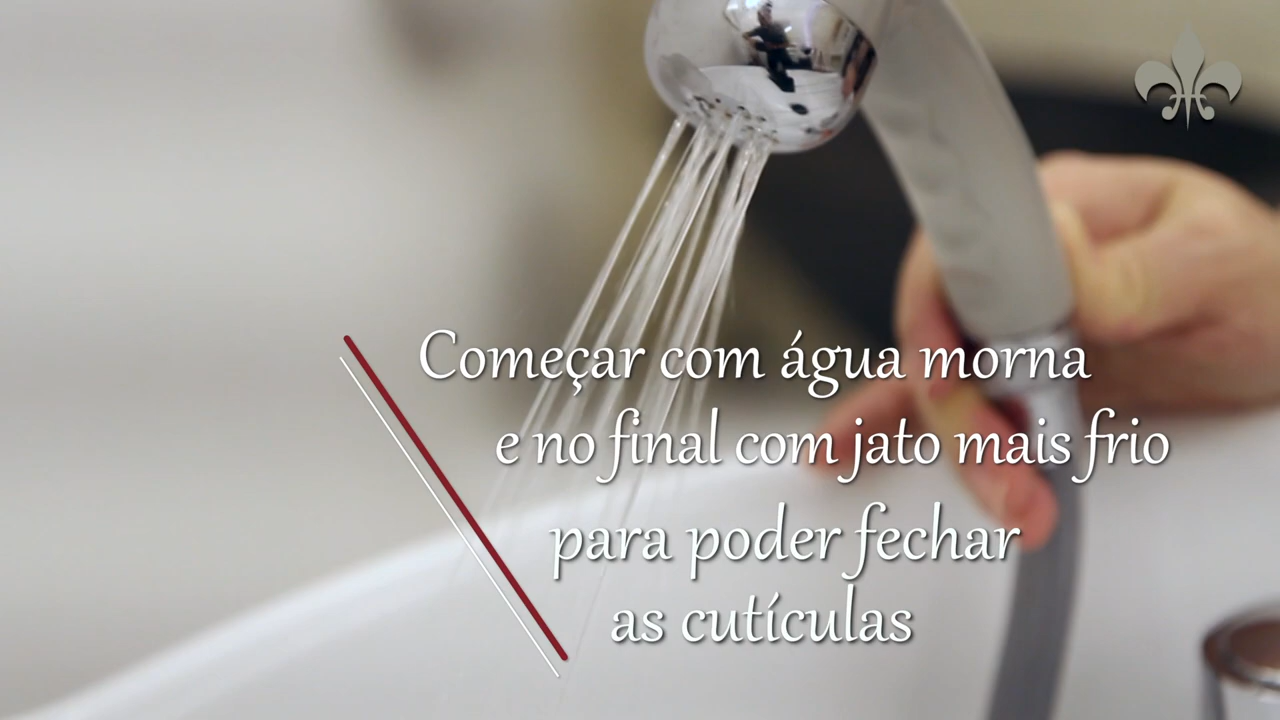 Começar com água morna
e no final com jato mais frio
para poder fechar
as cutículas